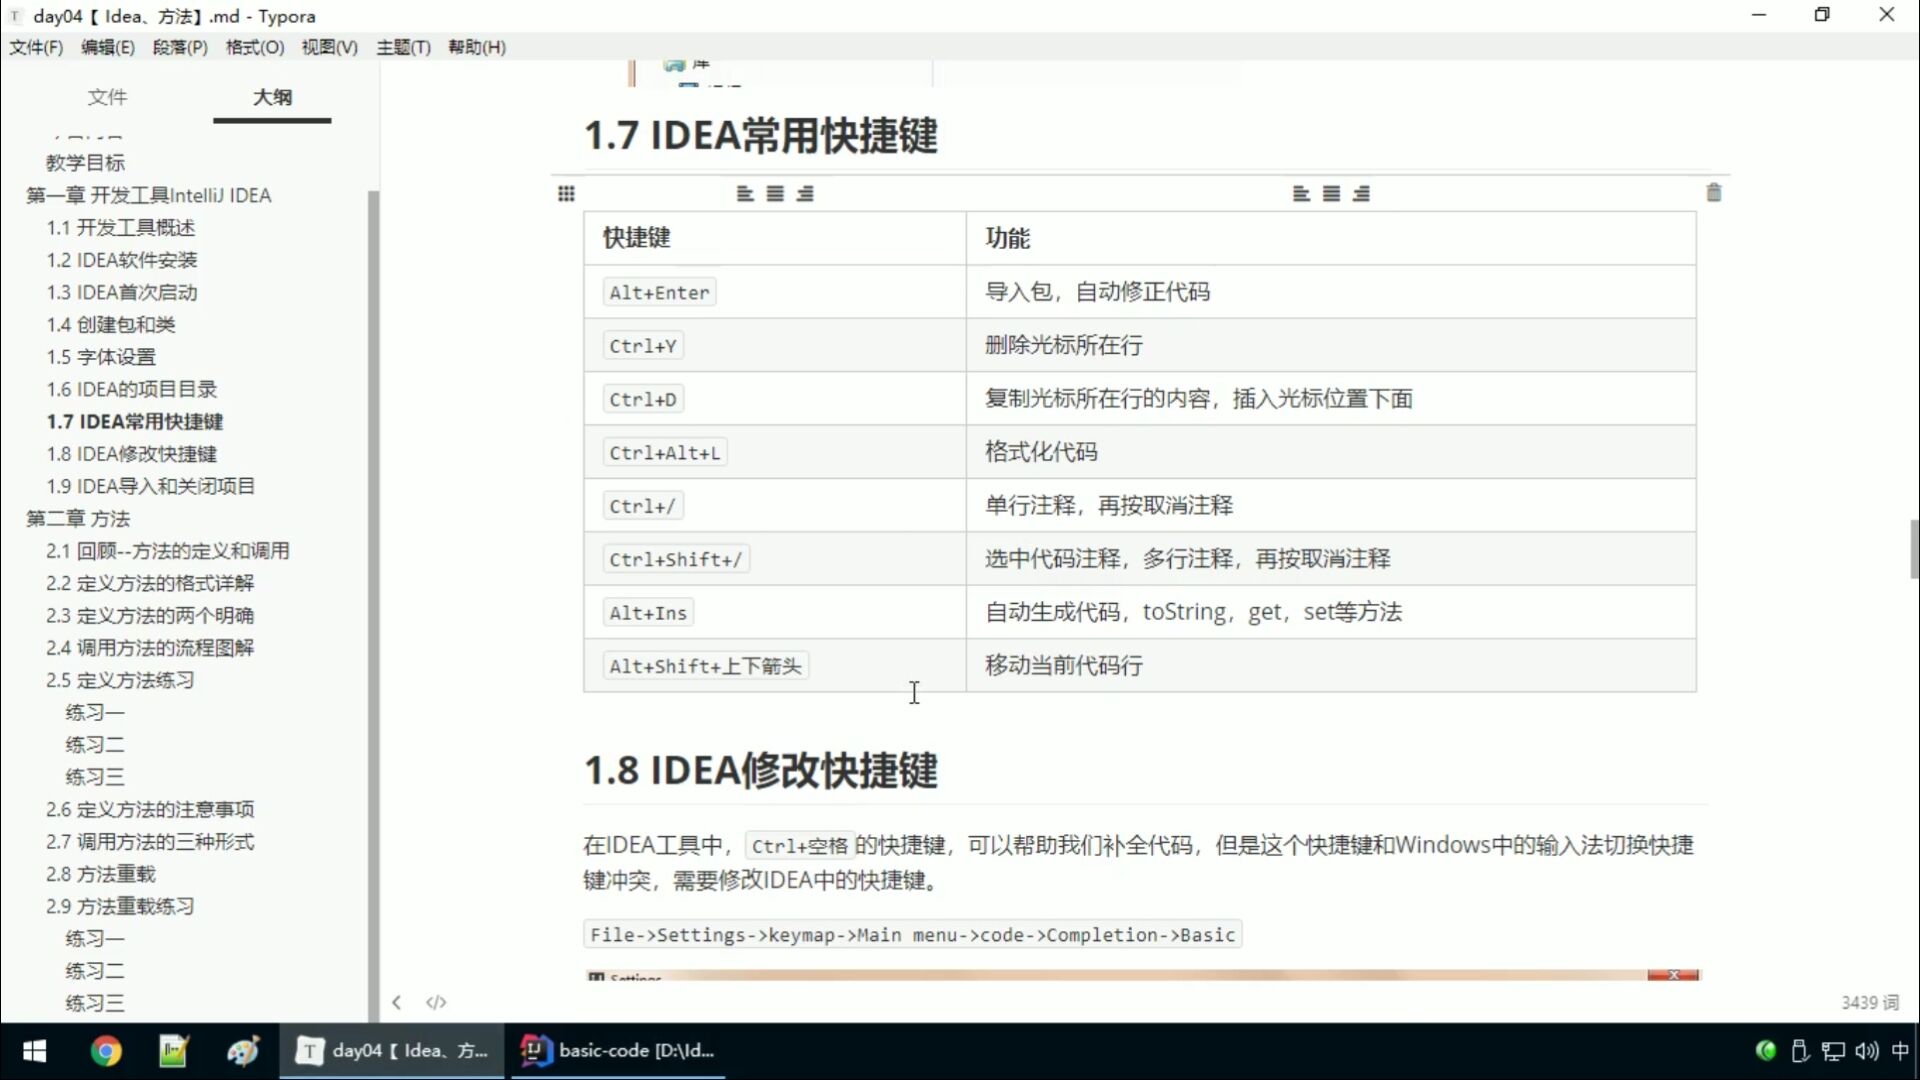 day04【 Idea、方法】.md - Typora
文件(F) 编辑(E) 段落(P) 格式(O) 视图(V) 主题(T) 帮助(H)
文件 大纲
教学目标
第一章 开发工具IntelliJ IDEA
1.1 开发工具概述
1.2 IDEA软件安装
1.3 IDEA首次启动
1.4 创建包和类
1.5 字体设置
1.6 IDEA的项目目录
1.7 IDEA常用快捷键
1.8 IDEA修改快捷键
1.9 IDEA导入和关闭项目
第二章 方法
2.1 回顾--方法的定义和调用
2.2 定义方法的格式详解
2.3 定义方法的两个明确
2.4 调用方法的流程图解
2.5 定义方法练习
练习一
练习二
练习三
2.6 定义方法的注意事项
2.7 调用方法的三种形式
2.8 方法重载
2.9 方法重载练习
练习一
练习二
练习三
库
1.7 IDEA常用快捷键
快捷键 功能
Alt+Enter 导入包，自动修正代码
Ctrl+Y 删除光标所在行
Ctrl+D 复制光标所在行的内容，插入光标位置下面
Ctrl+Alt+L 格式化代码
Ctrl+/ 单行注释，再按取消注释
Ctrl+Shift+/ 选中代码注释，多行注释，再按取消注释
Alt+Ins 自动生成代码，toString，get，set等方法
Alt+Shift+上下箭头 移动当前代码行
1.8 IDEA修改快捷键
在IDEA工具中，Ctrl+空格的快捷键，可以帮助我们补全代码，但是这个快捷键和Windows中的输入法切换快捷
键冲突，需要修改IDEA中的快捷键。
File->Settings->keymap->Main menu->code->Completion->Basic
Settings
3439 词
day04【 Idea、方...
basic-code [D:\Id...
中